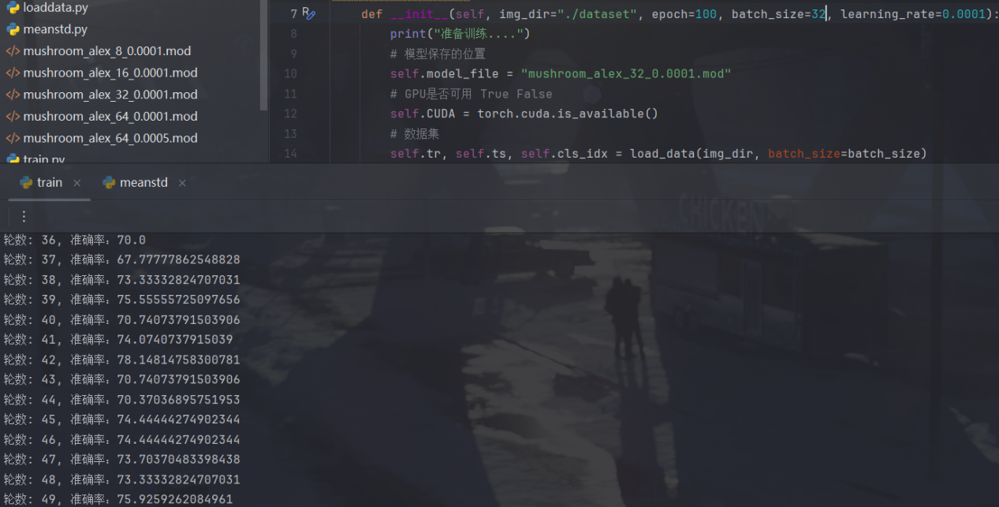 loaddata.py
meanstd.py
mushroom_alex_8_0.0001.mod
mushroom_alex_16_0.0001.mod
mushroom_alex_32_0.0001.mod
mushroom_alex_64_0.0001.mod
mushroom_alex_64_0.0005.mod
train.py
7 def __init__(self, img_dir="./dataset", epoch=100, batch_size=32, learning_rate=0.0001):
8 print("准备训练....")
9 # 模型保存的位置
10 self.model_file = "mushroom_alex_32_0.0001.mod"
11 # GPU是否可用 True False
12 self.CUDA = torch.cuda.is_available()
13 # 数据集
14 self.tr, self.ts, self.cls_idx = load_data(img_dir, batch_size=batch_size)
train × meanstd ×
轮数: 36, 准确率: 70.0
轮数: 37, 准确率: 67.77777862548828
轮数: 38, 准确率: 73.33332824707031
轮数: 39, 准确率: 75.55555725097656
轮数: 40, 准确率: 70.74073791503906
轮数: 41, 准确率: 74.0740737915039
轮数: 42, 准确率: 78.14814758300781
轮数: 43, 准确率: 70.74073791503906
轮数: 44, 准确率: 70.37036895751953
轮数: 45, 准确率: 74.44444274902344
轮数: 46, 准确率: 74.44444274902344
轮数: 47, 准确率: 73.70370483398438
轮数: 48, 准确率: 73.33332824707031
轮数: 49, 准确率: 75.9259262084961
CHICKEN